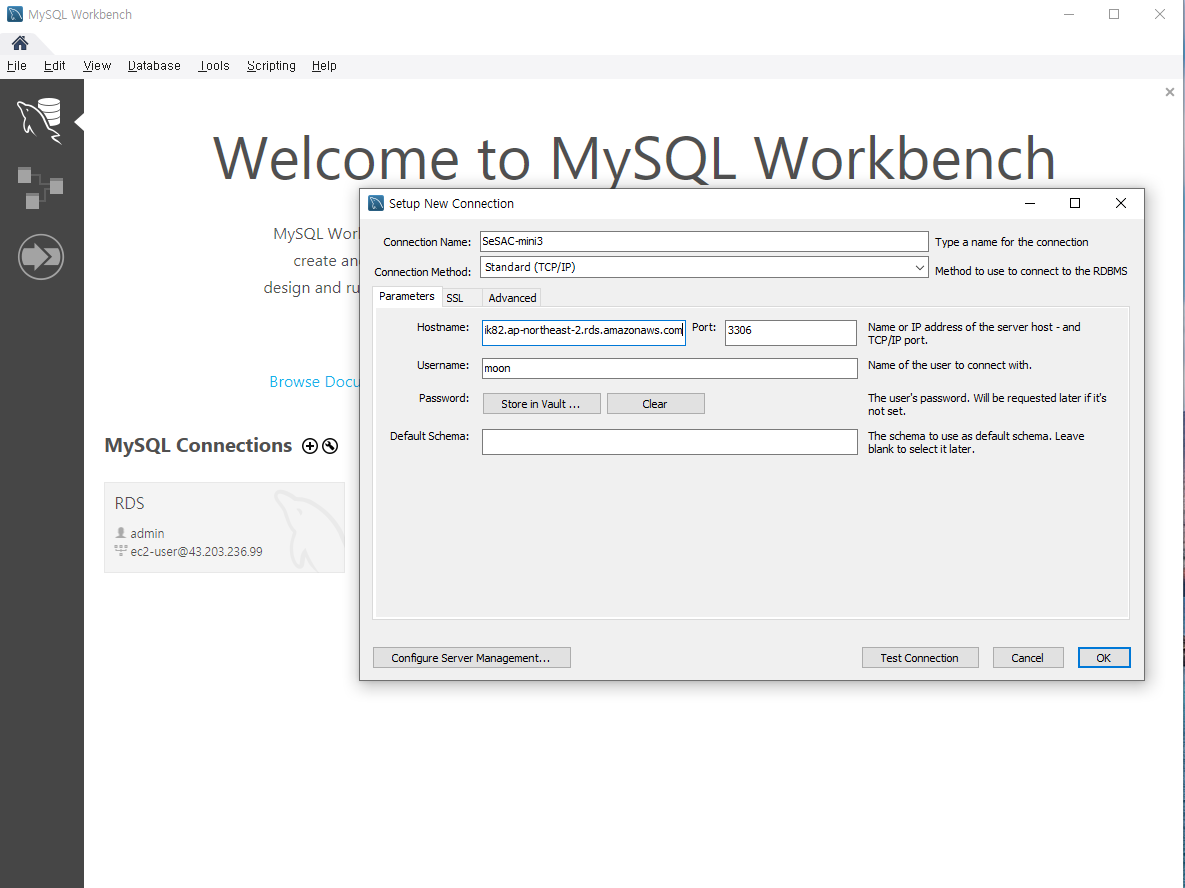 MySQL Workbench
File Edit View Database Tools Scripting Help
Welcome to MySQL Workbench
Setup New Connection
MySQL
create
design and
Browse
MySQL Connections
RDS
admin
ec2-user@43.203.236.99
Connection Name: SeSAC-mini3 Type a name for the connection
Connection Method: Standard (TCP/IP) Method to use to connect to the RDBMS
Parameters SSL Advanced
Hostname: ik82.ap-northeast-2.rds.amazonaws.com Port: 3306 Name or IP address of the server host - and
TCP/IP port.
Username: moon Name of the user to connect with.
Password: Store in Vault ... Clear The user's password. Will be requested later if it's
not set.
Default Schema: The schema to use as default schema. Leave
blank to select it later.
Configure Server Management... Test Connection Cancel OK